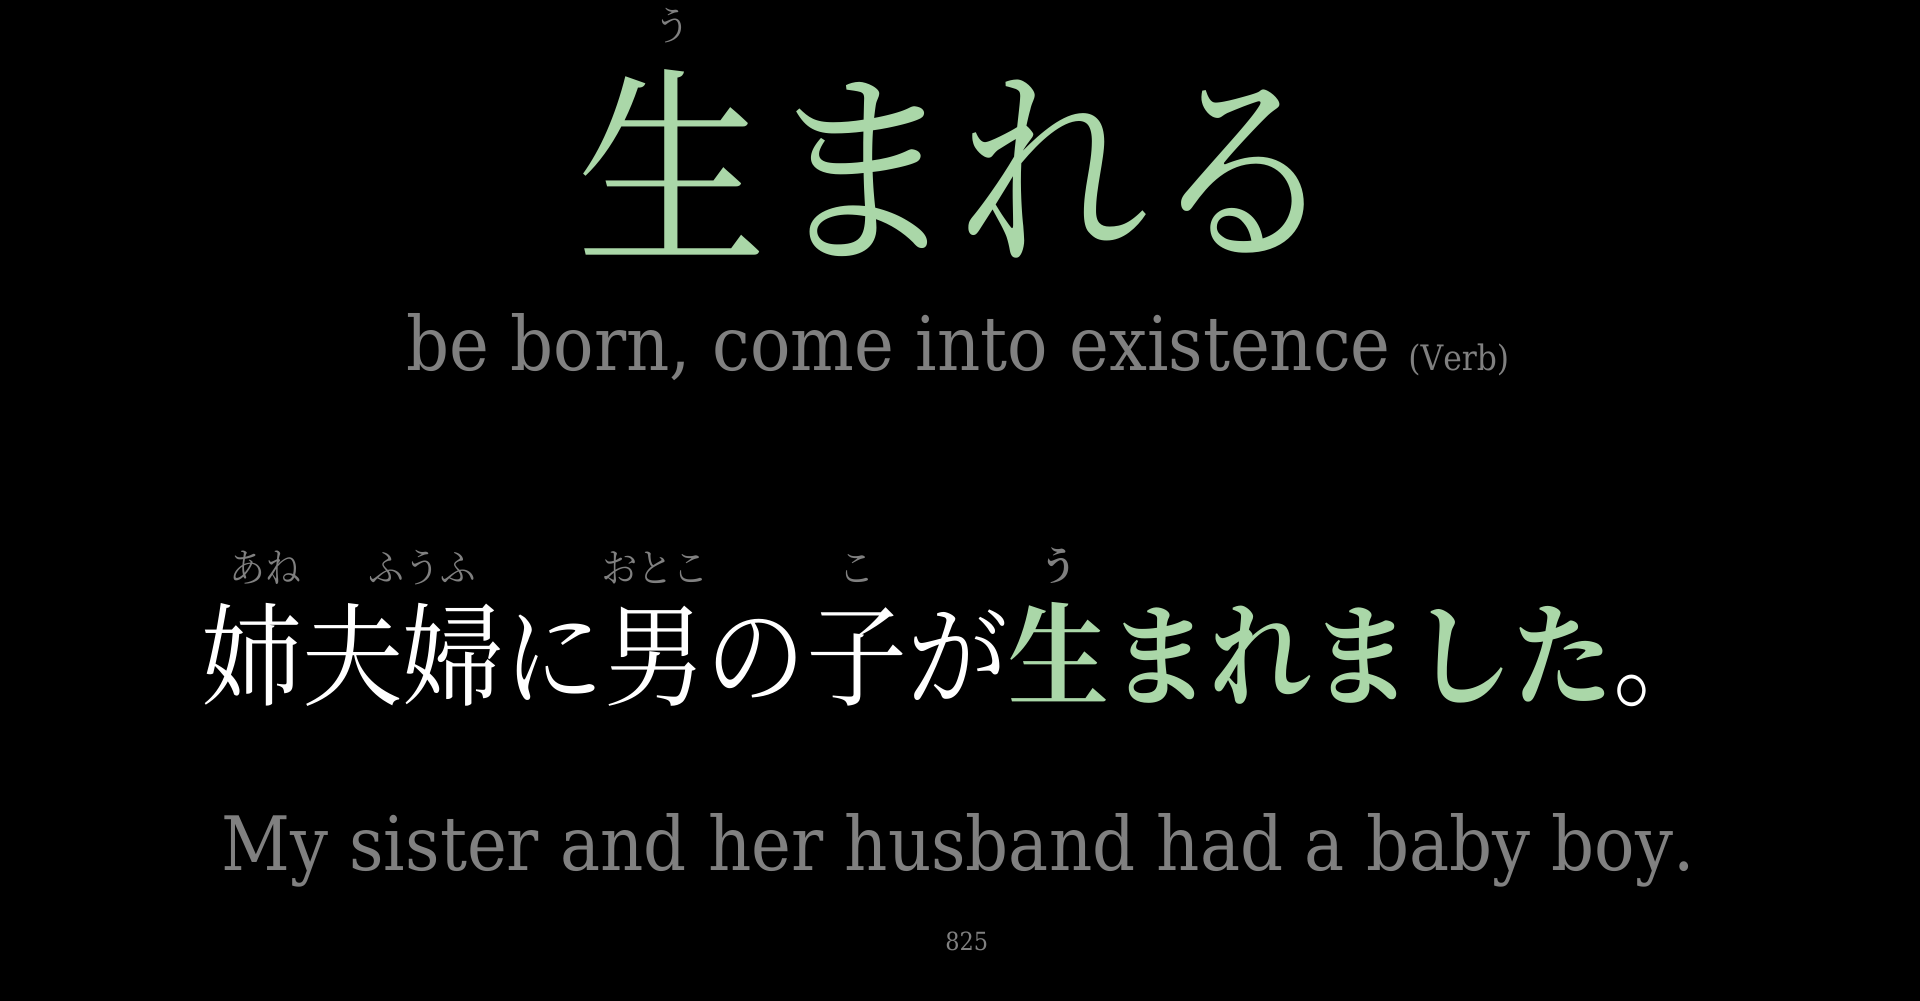 う
生まれる
be born, come into existence (Verb)
あね ふうふ おとこ こ う
姉夫婦に男の子が生まれました。
My sister and her husband had a baby boy.
825